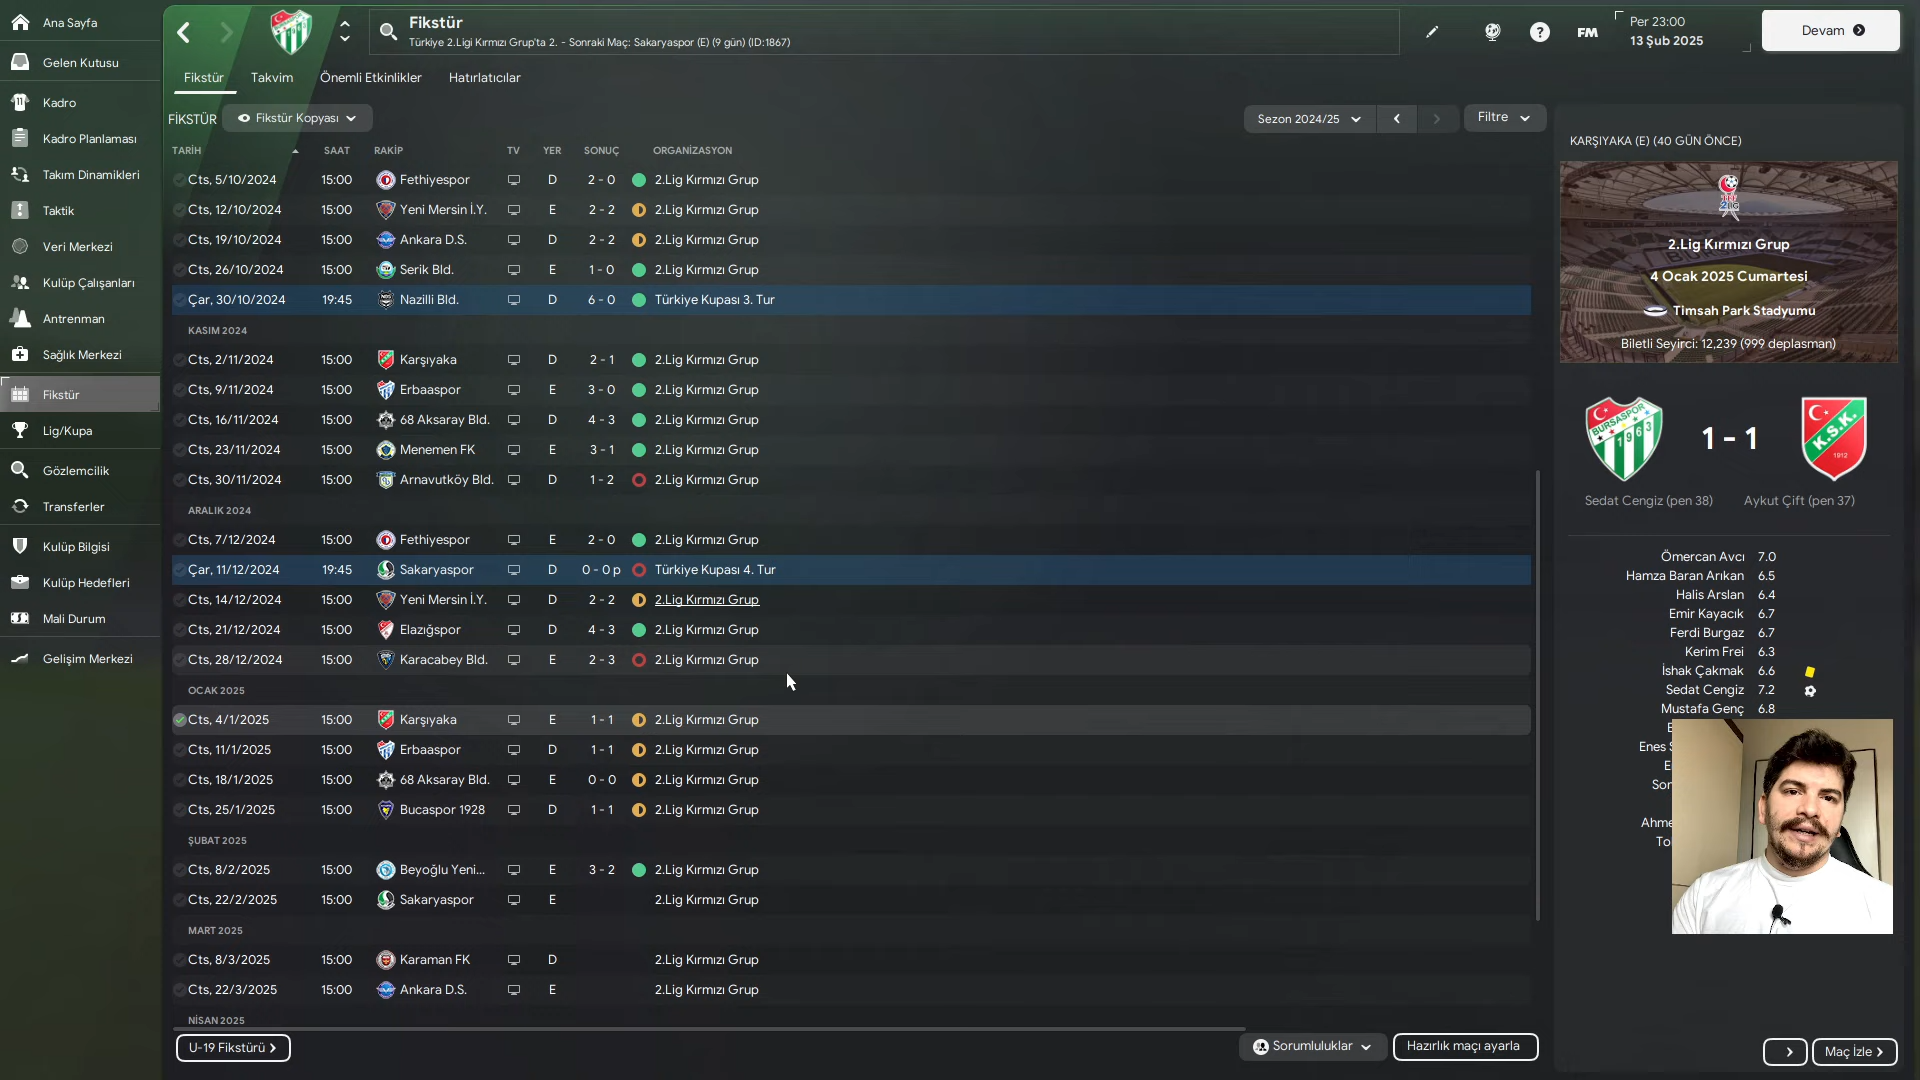 Ana Sayfa
Gelen Kutusu
Kadro
Kadro Planlaması
Takım Dinamikleri
Taktik
Veri Merkezi
Kulüp Çalışanları
Antrenman
Sağlık Merkezi
Fikstür
Lig/Kupa
Gözlemcilik
Transferler
Kulüp Bilgisi
Kulüp Hedefleri
Mali Durum
Gelişim Merkezi
Fikstür
Türkiye 2.Ligi Kırmızı Grup'ta 2. - Sonraki Maç: Sakaryaspor (E) (9 gün) (ID:1867)
FM
Per 23:00
13 Şub 2025
Devam
Fikstür Takvim Önemli Etkinlikler Hatırlatıcılar
FİKSTÜR Fikstür Kopyası Sezon 2024/25 Filtre
TARİH SAAT RAKİP TV YER SONUÇ ORGANİZASYON
Cts, 5/10/2024 15:00 Fethiyespor D 2 - 0 2.Lig Kırmızı Grup
Cts, 12/10/2024 15:00 Yeni Mersin İ.Y. E 2 - 2 2.Lig Kırmızı Grup
Cts, 19/10/2024 15:00 Ankara D.S. D 2 - 2 2.Lig Kırmızı Grup
Cts, 26/10/2024 15:00 Serik Bld. E 1 - 0 2.Lig Kırmızı Grup
Çar, 30/10/2024 19:45 Nazilli Bld. D 6 - 0 Türkiye Kupası 3. Tur
KASIM 2024
Cts, 2/11/2024 15:00 Karşıyaka D 2 - 1 2.Lig Kırmızı Grup
Cts, 9/11/2024 15:00 Erbaaspor E 3 - 0 2.Lig Kırmızı Grup
Cts, 16/11/2024 15:00 68 Aksaray Bld. D 4 - 3 2.Lig Kırmızı Grup
Cts, 23/11/2024 15:00 Menemen FK E 3 - 1 2.Lig Kırmızı Grup
Cts, 30/11/2024 15:00 Arnavutköy Bld. D 1 - 2 2.Lig Kırmızı Grup
ARALIK 2024
Cts, 7/12/2024 15:00 Fethiyespor E 2 - 0 2.Lig Kırmızı Grup
Çar, 11/12/2024 19:45 Sakaryaspor D 0 - 0 p Türkiye Kupası 4. Tur
Cts, 14/12/2024 15:00 Yeni Mersin İ.Y. D 2 - 2 2.Lig Kırmızı Grup
Cts, 21/12/2024 15:00 Elazığspor D 4 - 3 2.Lig Kırmızı Grup
Cts, 28/12/2024 15:00 Karacabey Bld. E 2 - 3 2.Lig Kırmızı Grup
OCAK 2025
Cts, 4/1/2025 15:00 Karşıyaka E 1 - 1 2.Lig Kırmızı Grup
Cts, 11/1/2025 15:00 Erbaaspor D 1 - 1 2.Lig Kırmızı Grup
Cts, 18/1/2025 15:00 68 Aksaray Bld. E 0 - 0 2.Lig Kırmızı Grup
Cts, 25/1/2025 15:00 Bucaspor 1928 D 1 - 1 2.Lig Kırmızı Grup
ŞUBAT 2025
Cts, 8/2/2025 15:00 Beyoğlu Yeni... E 3 - 2 2.Lig Kırmızı Grup
Cts, 22/2/2025 15:00 Sakaryaspor E 2.Lig Kırmızı Grup
MART 2025
Cts, 8/3/2025 15:00 Karaman FK D 2.Lig Kırmızı Grup
Cts, 22/3/2025 15:00 Ankara D.S. E 2.Lig Kırmızı Grup
NİSAN 2025
U-19 Fikstürü Sorumluluklar Hazırlık maçı ayarla
KARŞIYAKA (E) (40 GÜN ÖNCE)
2.Lig Kırmızı Grup
4 Ocak 2025 Cumartesi
Timsah Park Stadyumu
Biletli Seyirci: 12,239 (999 deplasman)
BURSASPOR
1963
1 - 1
K.S.K.
1912
Sedat Cengiz (pen 38) Aykut Çift (pen 37)
Ömercan Avcı 7.0
Hamza Baran Arıkan 6.5
Halis Arslan 6.4
Emir Kayacık 6.7
Ferdi Burgaz 6.7
Kerim Frei 6.3
İshak Çakmak 6.6
Sedat Cengiz 7.2
Mustafa Genç 6.8
Enes
Maç İzle